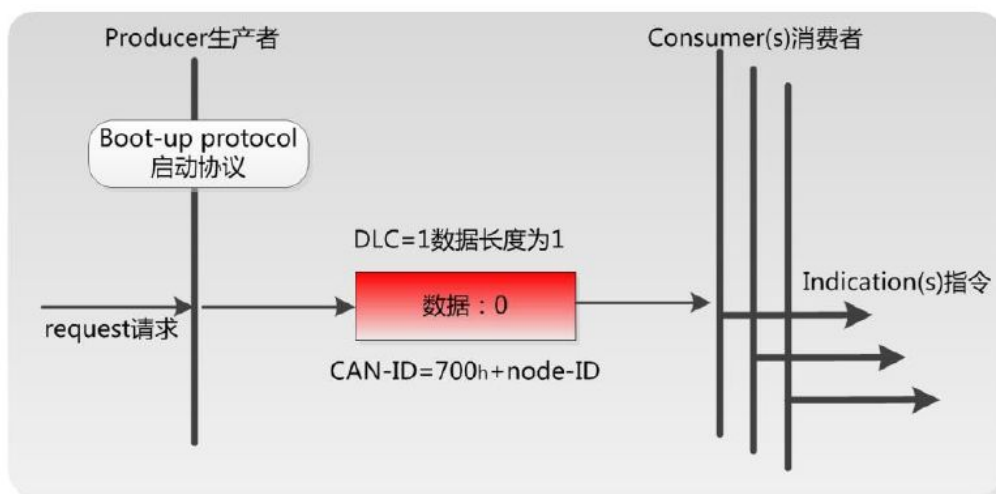 Producer生产者
Consumer(s)消费者
Boot-up protocol
启动协议
DLC=1数据长度为1
数据：0
Indication(s)指令
request请求
CAN-ID=700h+node-ID